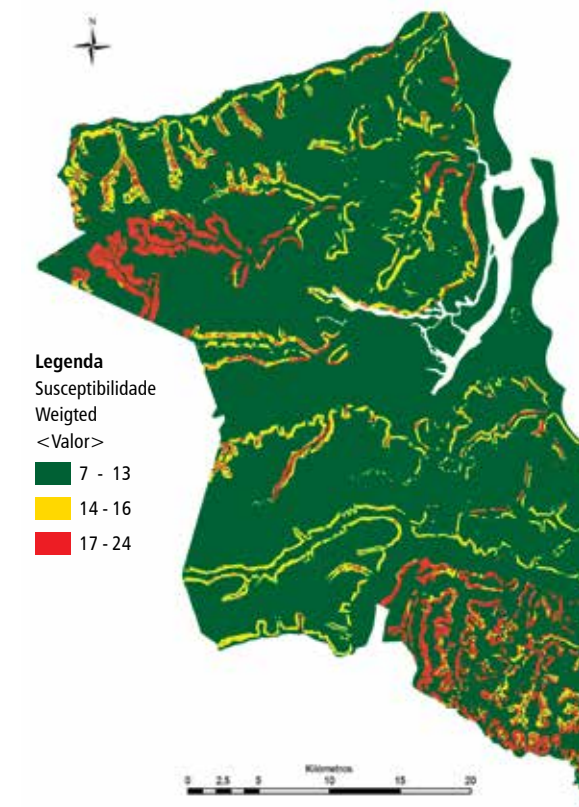 N
Legenda
Susceptibilidade
Weigted
<Valor>
7 - 13
14 - 16
17 - 24
Kilómetros
0 2.5 5 10 15 20